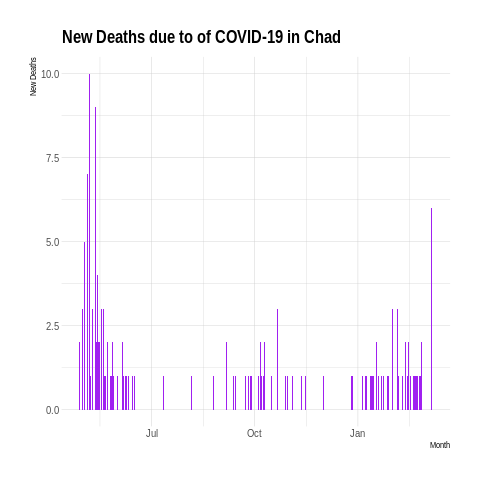 New Deaths due to of COVID-19 in Chad
New Deaths
10.0
7.5
5.0
2.5
0.0
Jul Oct Jan
Month